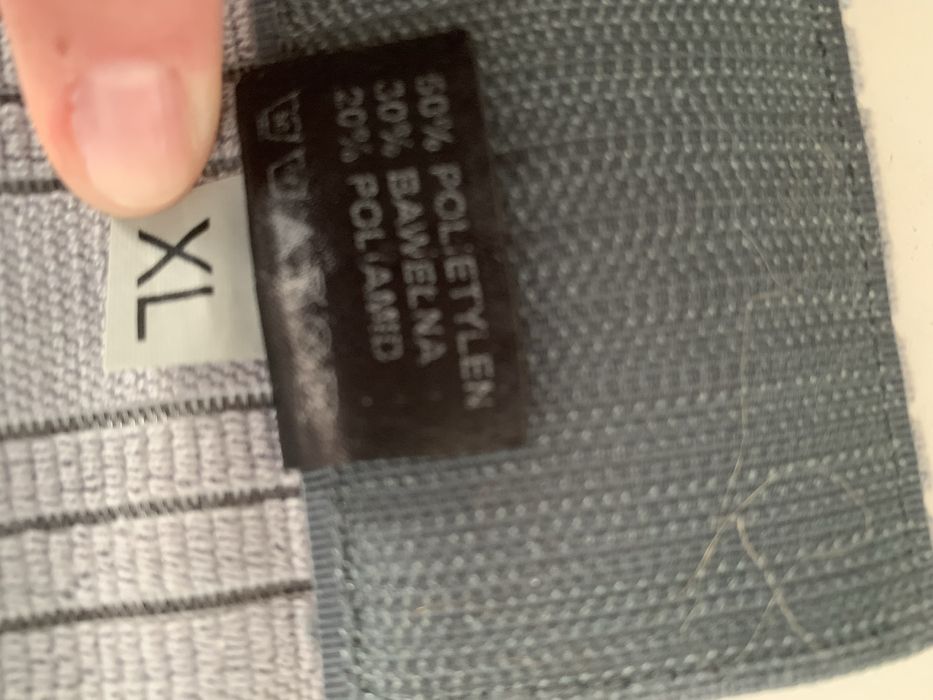 50% POLIETYLEN
30% BAWEŁNA
20% POLIAMID
XL